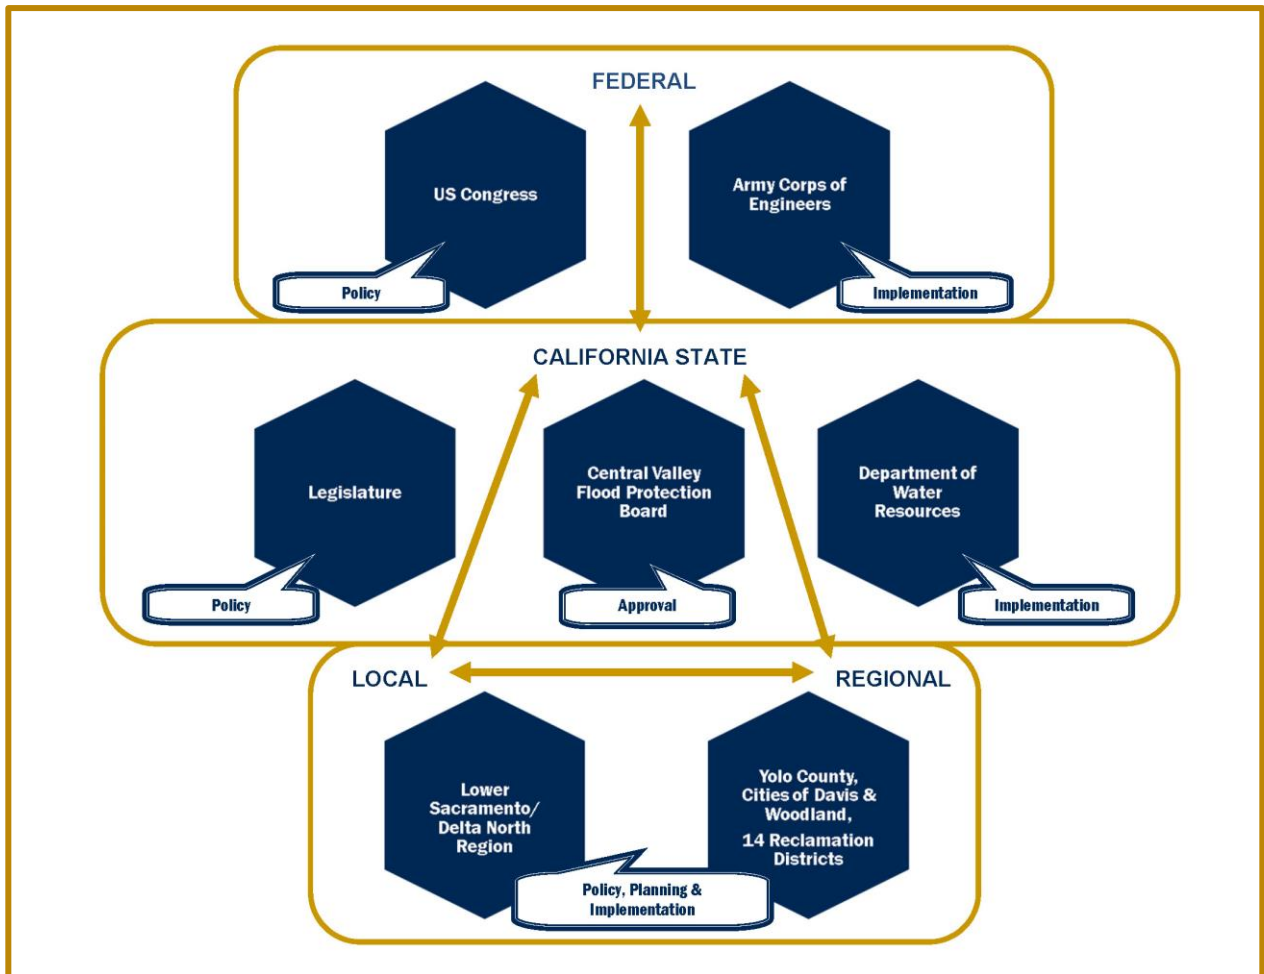 FEDERAL
US Congress
Army Corps of
Engineers
Policy
Implementation
CALIFORNIA STATE
Legislature
Central Valley
Flood Protection
Board
Department of
Water
Resources
Policy
Approval
Implementation
LOCAL
REGIONAL
Lower
Sacramento/
Delta North
Region
Yolo County,
Cities of Davis &
Woodland,
14 Reclamation
Districts
Policy, Planning &
Implementation